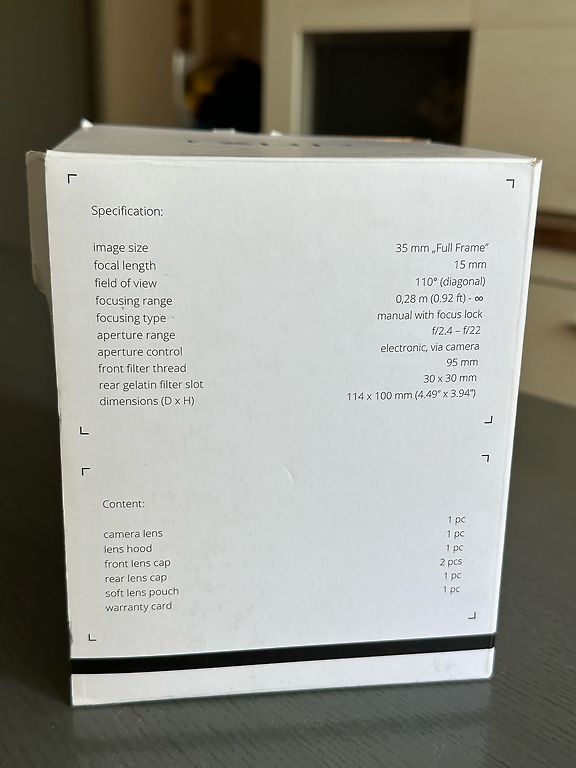 Specification:
image size 35 mm „Full Frame"
focal length 15 mm
field of view 110° (diagonal)
focusing range 0,28 m (0.92 ft) - ∞
focusing type manual with focus lock
aperture range f/2.4 – f/22
aperture control electronic, via camera
front filter thread 95 mm
rear gelatin filter slot 30 x 30 mm
dimensions (D x H) 114 x 100 mm (4.49" x 3.94")
Content:
camera lens 1 pc
lens hood 1 pc
front lens cap 1 pc
rear lens cap 2 pcs
soft lens pouch 1 pc
warranty card 1 pc